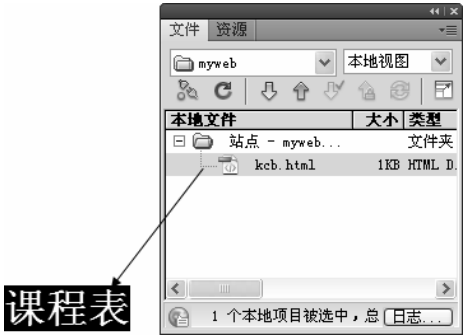 文件 资源
myweb 本地视图
本地文件 大小 类型
站点 - myweb... 文件夹
kcb.html 1KB HTML D
课程表
1 个本地项目被选中，总 日志...